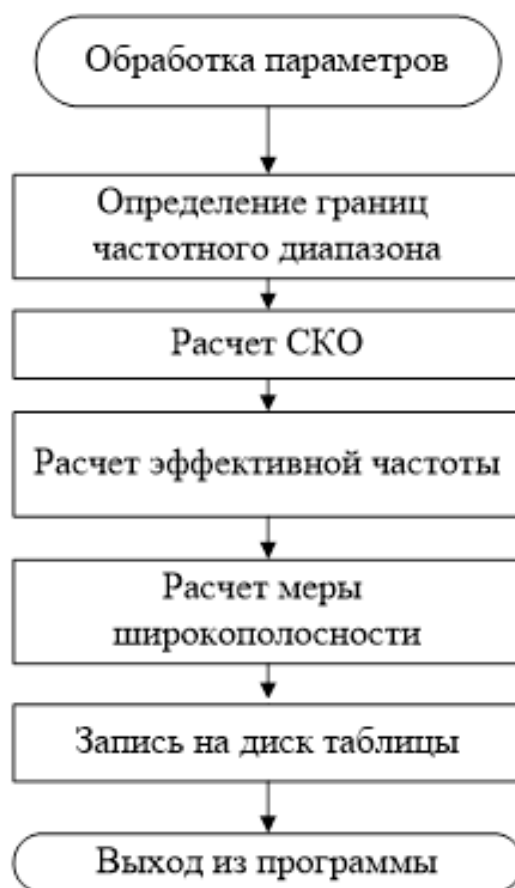 Обработка параметров
Определение границ
частотного диапазона
Расчет СКО
Расчет эффективной частоты
Расчет меры
широкополосности
Запись на диск таблицы
Выход из программы